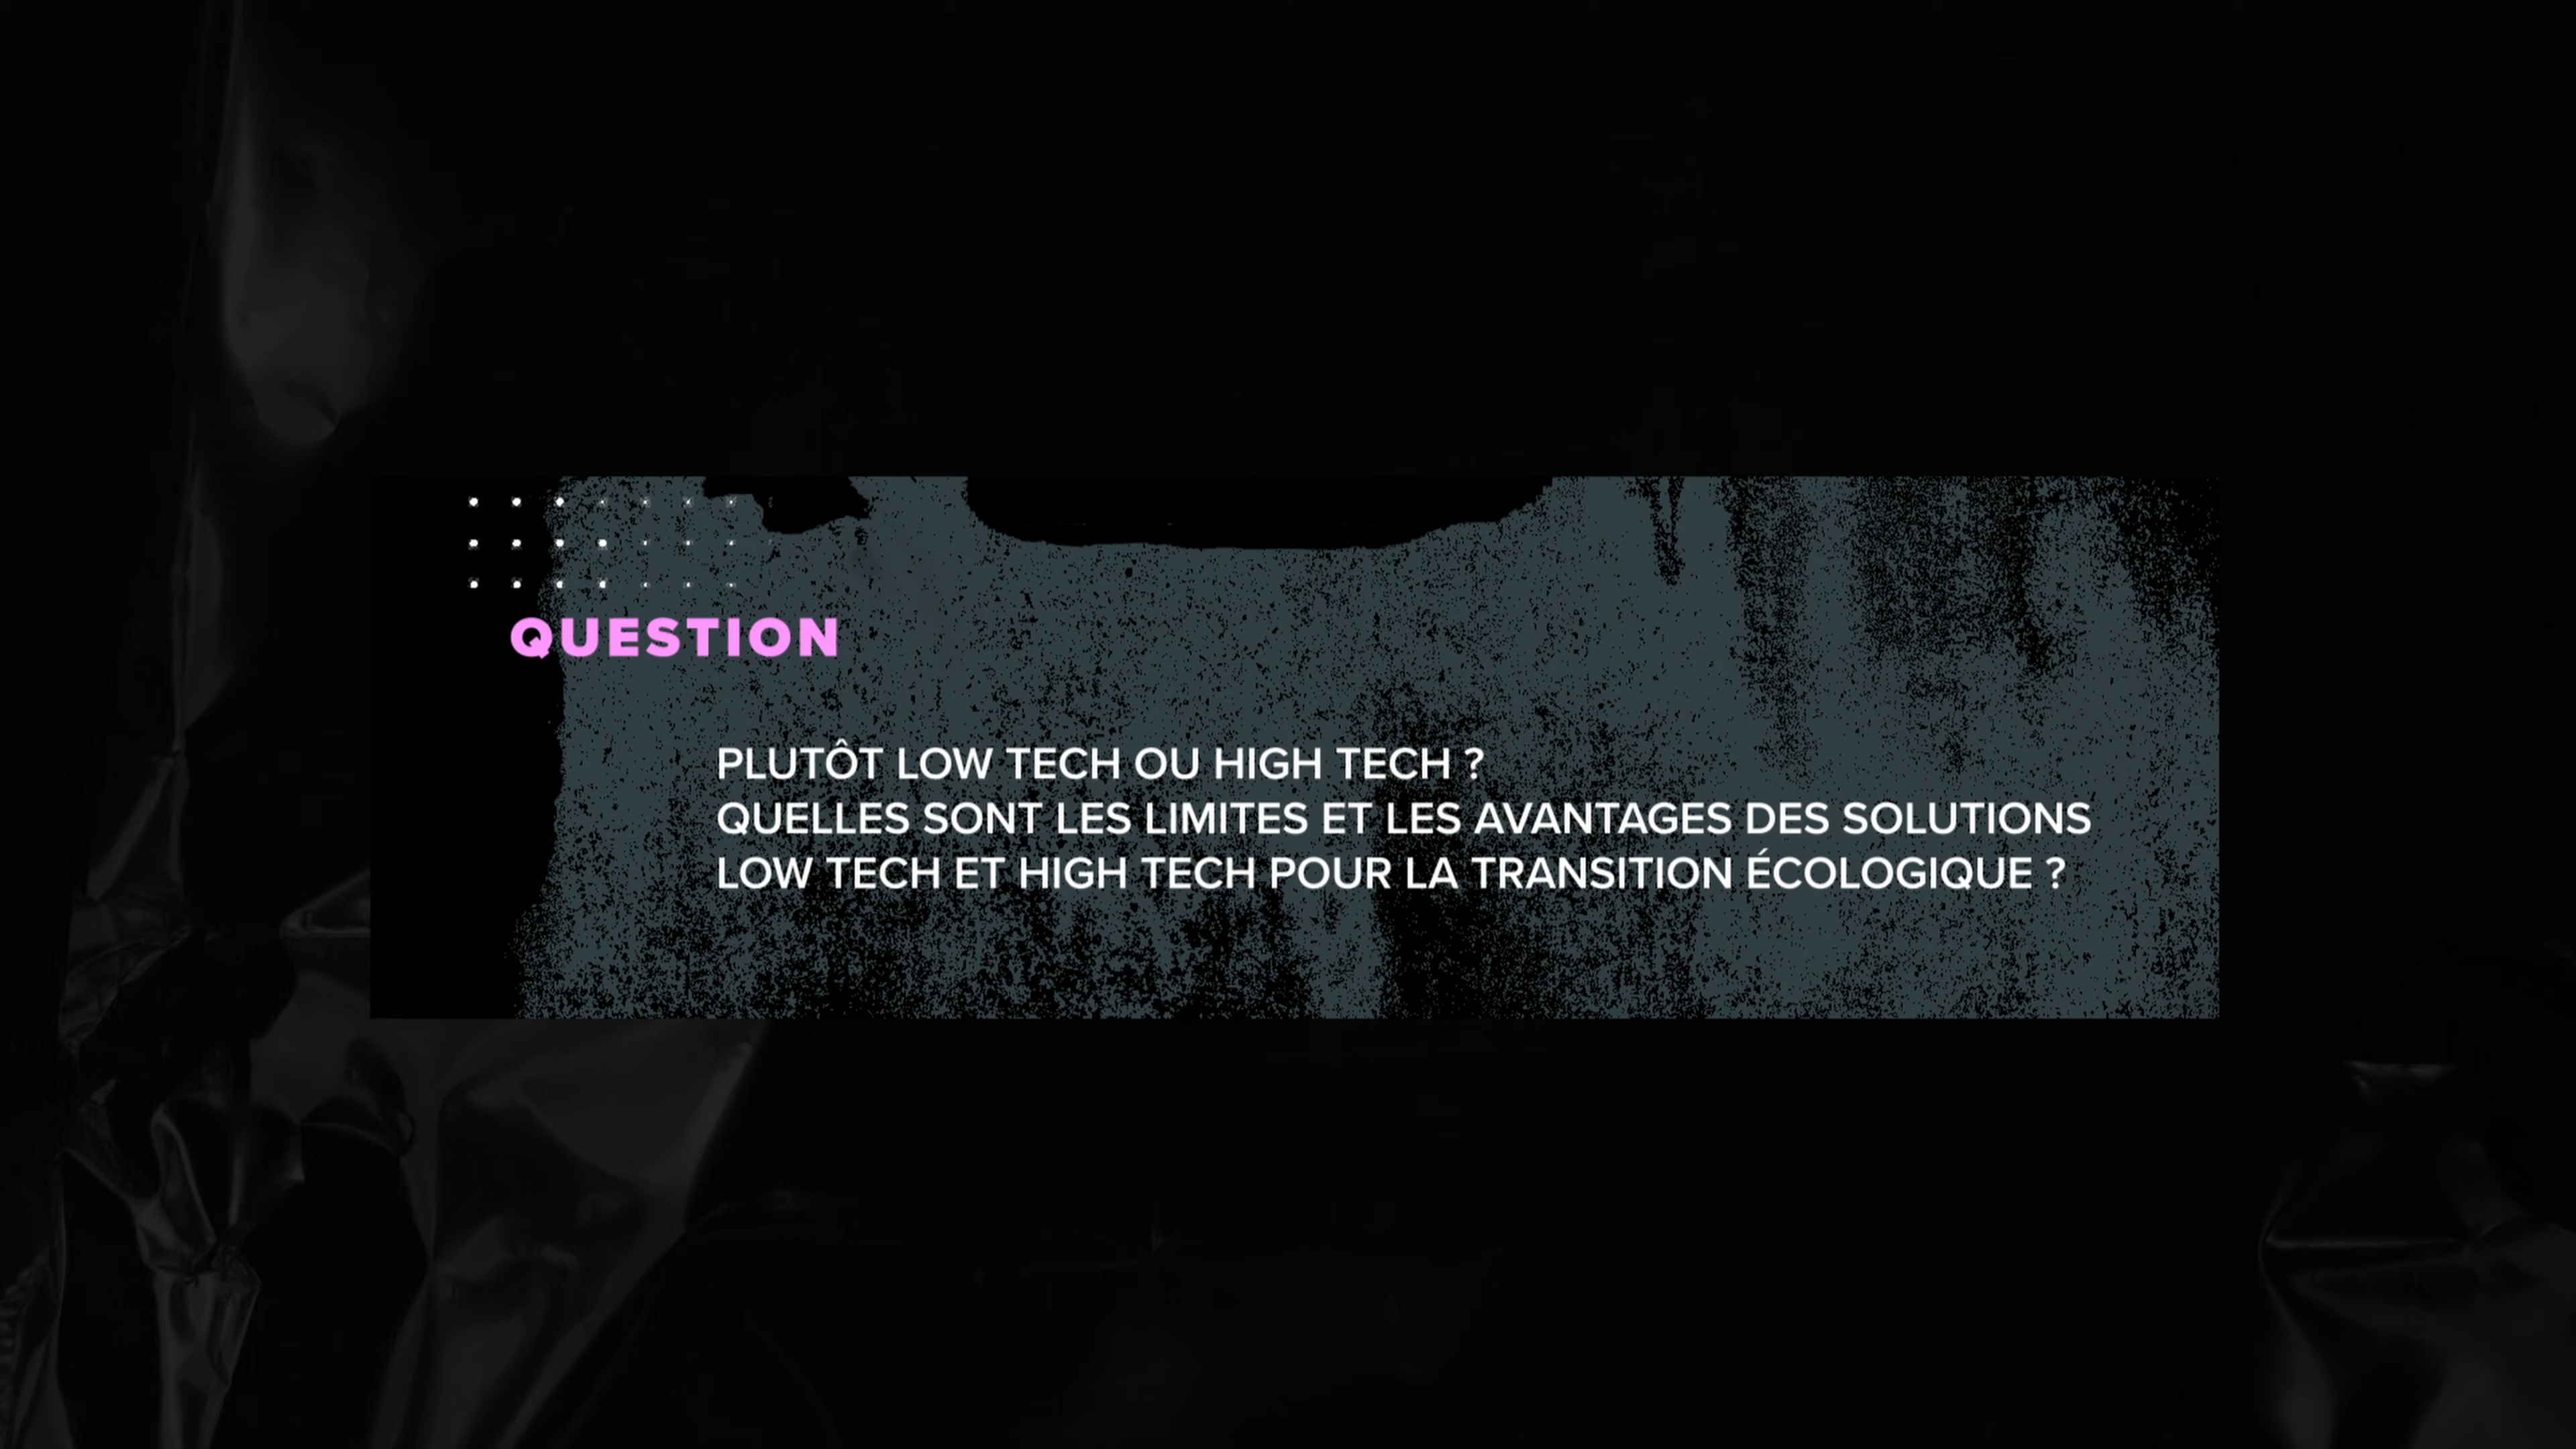 QUESTION
PLUTÔT LOW TECH OU HIGH TECH ?
QUELLES SONT LES LIMITES ET LES AVANTAGES DES SOLUTIONS
LOW TECH ET HIGH TECH POUR LA TRANSITION ÉCOLOGIQUE ?